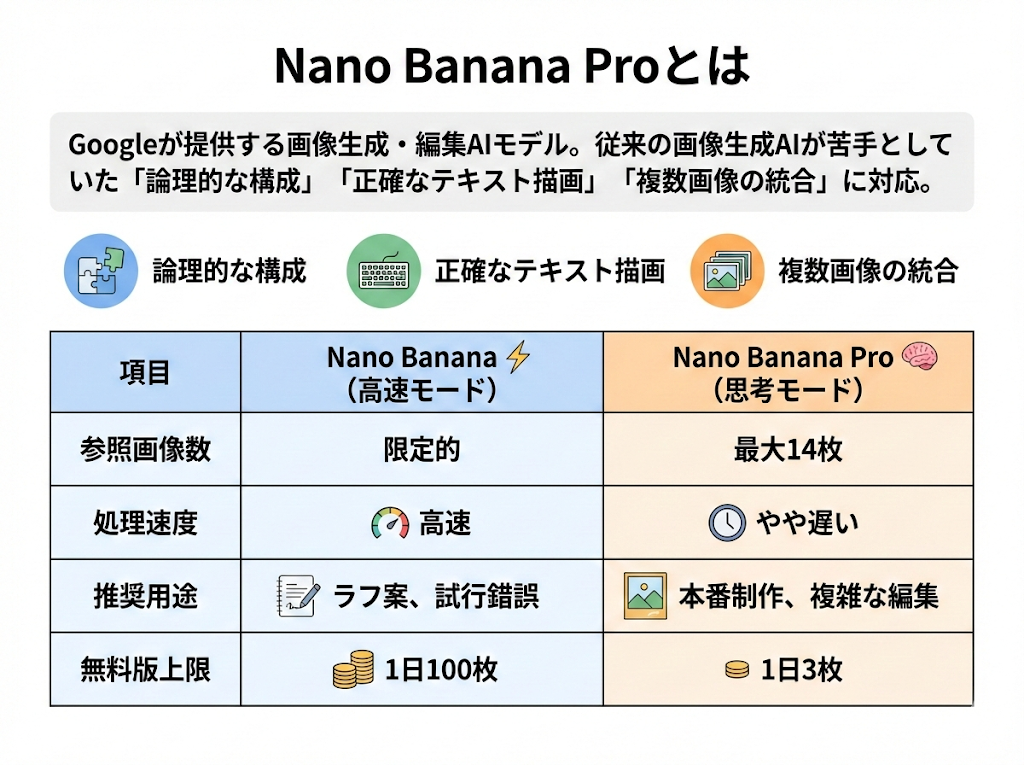 Nano Banana Proとは
Googleが提供する画像生成・編集AIモデル。従来の画像生成AIが苦手として
いた「論理的な構成」「正確なテキスト描画」「複数画像の統合」に対応。
論理的な構成
正確なテキスト描画
複数画像の統合
項目
Nano Banana
（高速モード）
Nano Banana Pro
（思考モード）
参照画像数
限定的
最大14枚
処理速度
高速
やや遅い
推奨用途
ラフ案、試行錯誤
本番制作、複雑な編集
無料版上限
1日100枚
1日3枚